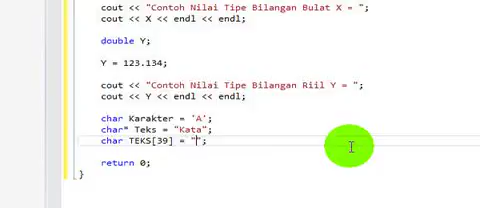 cout << "Contoh Nilai Tipe Bilangan Bulat X = ";
cout << X << endl << endl;
double Y;
Y = 123.134;
cout << "Contoh Nilai Tipe Bilangan Riil Y = ";
cout << Y << endl << endl;
char Karakter = 'A';
char* Teks = "Kata";
char TEKS[39] = "";
return 0;
}